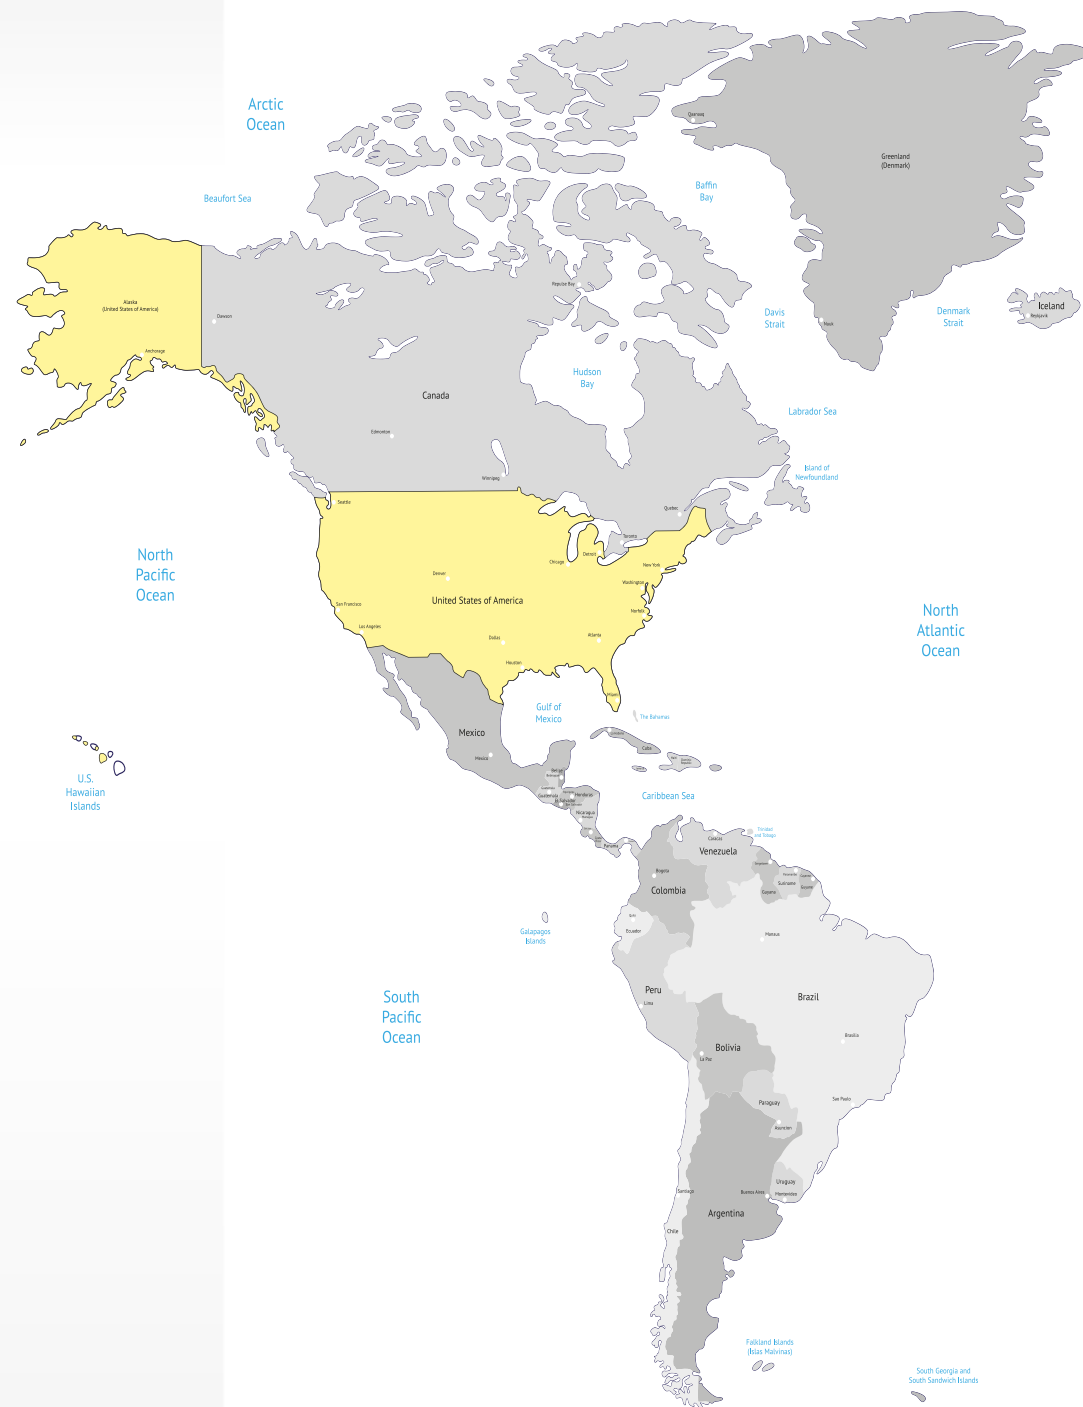 Arctic
Ocean
Qaanaaq
Greenland
(Denmark)
Baffin
Bay
Beaufort Sea
Repulse Bay
Alaska
(United States of America)
Dawson
Davis
Strait
Denmark
Strait
Iceland
Reykjavik
Nuuk
Anchorage
Hudson
Bay
Canada
Labrador Sea
Edmonton
Island of
Newfoundland
Winnipeg
Seattle
Quebec
Toronto
North
Pacific
Ocean
Detroit
Chicago
New York
Denver
Washington
United States of America
San Francisco
Norfolk
North
Atlantic
Ocean
Los Angeles
Dallas
Atlanta
Houston
Miami
Gulf of
Mexico
The Bahamas
Mexico
Cuba
Mexico
U.S.
Hawaiian
Islands
Belize
Caribbean Sea
Guatemala
Honduras
El Salvador
Nicaragua
Panama
Caracas
Trinidad
and Tobago
Venezuela
Bogota
Colombia
Guyana
Suriname
Galapagos
Islands
Ecuador
Manaus
Peru
Lima
Brazil
South
Pacific
Ocean
Brasilia
Bolivia
La Paz
Paraguay
Sao Paolo
Asuncion
Uruguay
Santiago
Buenos Aires
Montevideo
Argentina
Chile
Falkland Islands
(Islas Malvinas)
South Georgia and
South Sandwich Islands